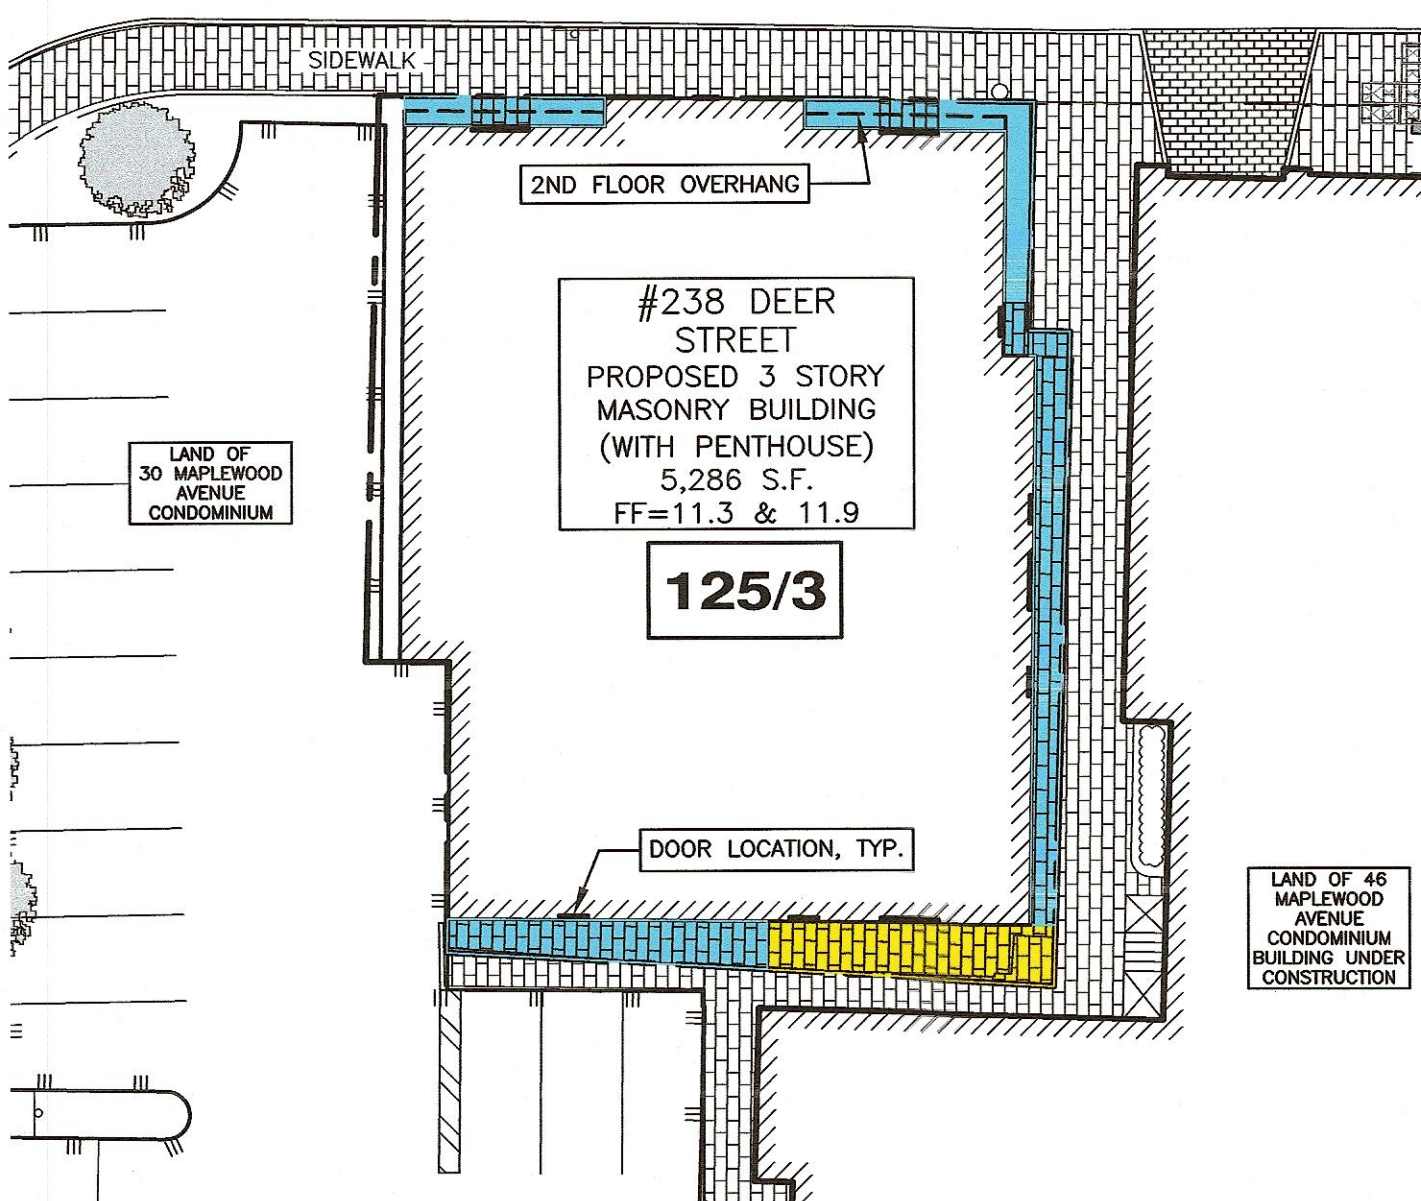 SIDEWALK
2ND FLOOR OVERHANG
#238 DEER
STREET
PROPOSED 3 STORY
MASONRY BUILDING
(WITH PENTHOUSE)
5,286 S.F.
FF=11.3 & 11.9
125/3
LAND OF
30 MAPLEWOOD
AVENUE
CONDOMINIUM
DOOR LOCATION, TYP.
LAND OF 46
MAPLEWOOD
AVENUE
CONDOMINIUM
BUILDING UNDER
CONSTRUCTION